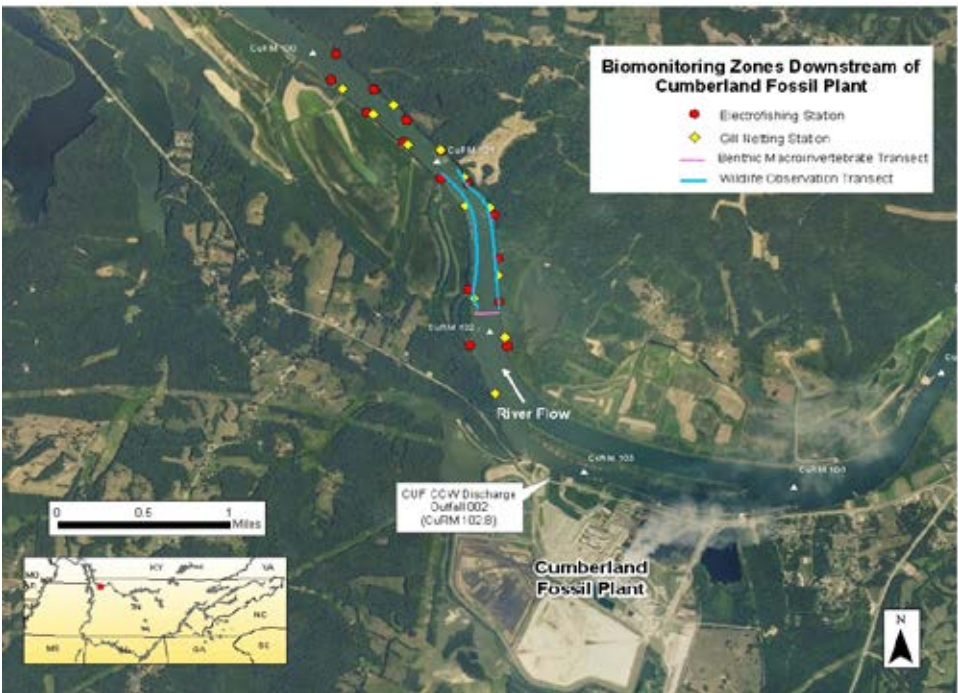 Biomonitoring Zones Downstream of
Cumberland Fossil Plant
Electrofishing Station
Gill Netting Station
Benthic Macroinvertebrate Transect
Wildlife Observation Transect
CuRM 100
CuRM 101
CuRM 102
River Flow
CuRM 103
CUF CCW Discharge
Outfall 002
(CuRM 102.8)
Cumberland
Fossil Plant
0 0.5 1
Miles
KY
VA
NC
MS
GA
SC
N